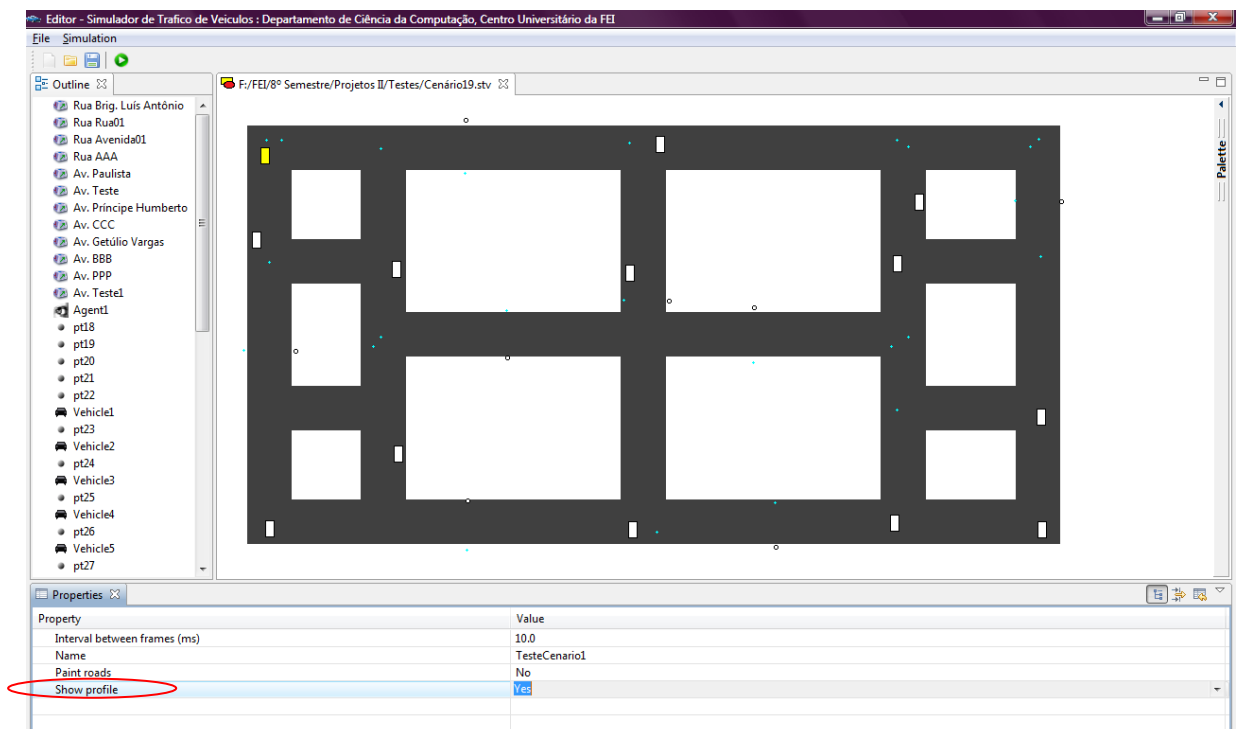 Editor - Simulador de Trafico de Veiculos : Departamento de Ciência da Computação, Centro Universitário da FEI
File Simulation
Outline
F:/FEI/8º Semestre/Projetos II/Testes/Cenário19.stv
Rua Brig. Luís Antônio
Rua Rua01
Rua Avenida01
Rua AAA
Av. Paulista
Av. Teste
Av. Príncipe Humberto
Av. CCC
Av. Getúlio Vargas
Av. BBB
Av. PPP
Av. Teste1
Agent1
pt18
pt19
pt20
pt21
pt22
Vehicle1
pt23
Vehicle2
pt24
Vehicle3
pt25
Vehicle4
pt26
Vehicle5
pt27
Palette
Properties
Property Value
Interval between frames (ms) 10.0
Name TesteCenario1
Paint roads No
Show profile Yes